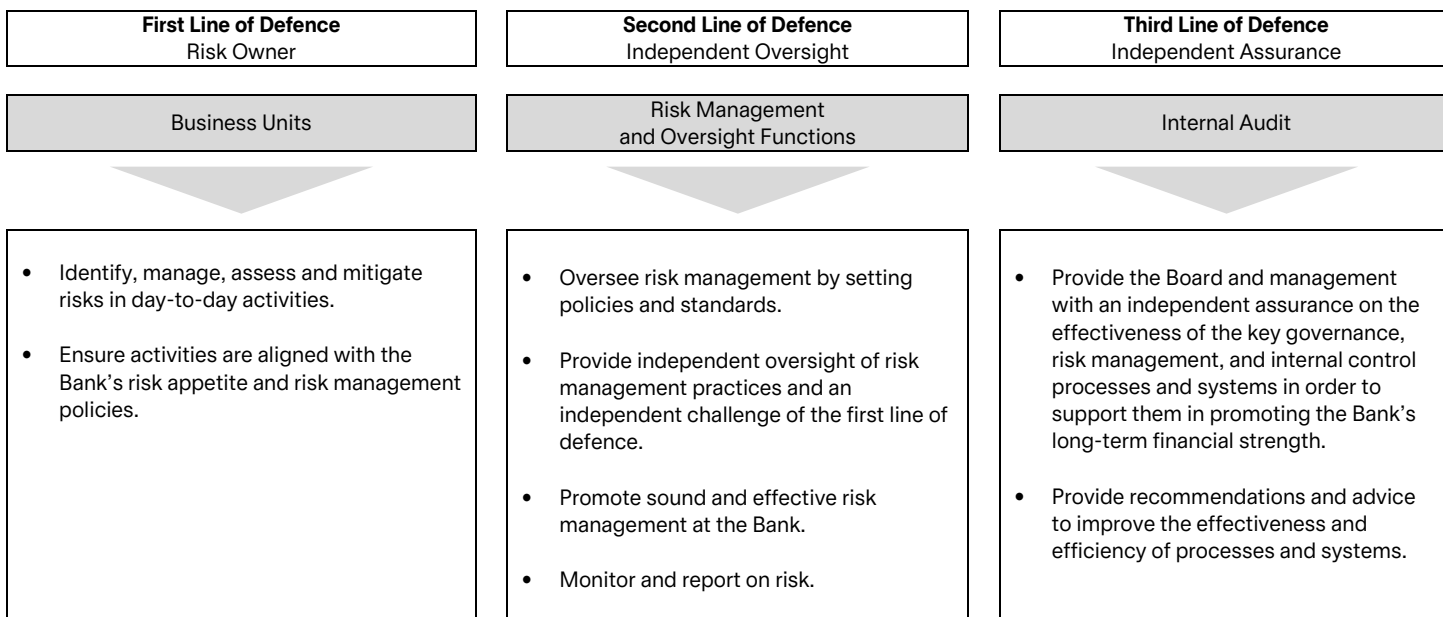 First Line of Defence
Risk Owner
Second Line of Defence
Independent Oversight
Third Line of Defence
Independent Assurance
Business Units
Risk Management
and Oversight Functions
Internal Audit
• Identify, manage, assess and mitigate
risks in day-to-day activities.
• Ensure activities are aligned with the
Bank’s risk appetite and risk management
policies.
• Oversee risk management by setting
policies and standards.
• Provide independent oversight of risk
management practices and an
independent challenge of the first line of
defence.
• Promote sound and effective risk
management at the Bank.
• Monitor and report on risk.
• Provide the Board and management
with an independent assurance on the
effectiveness of the key governance,
risk management, and internal control
processes and systems in order to
support them in promoting the Bank’s
long-term financial strength.
• Provide recommendations and advice
to improve the effectiveness and
efficiency of processes and systems.